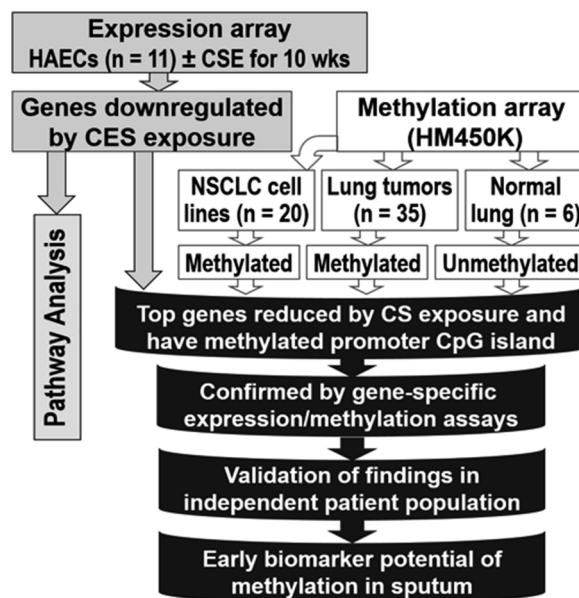 Expression array
HAECs (n = 11) ± CSE for 10 wks
Genes downregulated
by CES exposure
Methylation array
(HM450K)
NSCLC cell
lines (n = 20)
Lung tumors
(n = 35)
Normal
lung (n = 6)
Methylated
Methylated
Unmethylated
Pathway Analysis
Top genes reduced by CS exposure and
have methylated promoter CpG island
Confirmed by gene-specific
expression/methylation assays
Validation of findings in
independent patient population
Early biomarker potential of
methylation in sputum